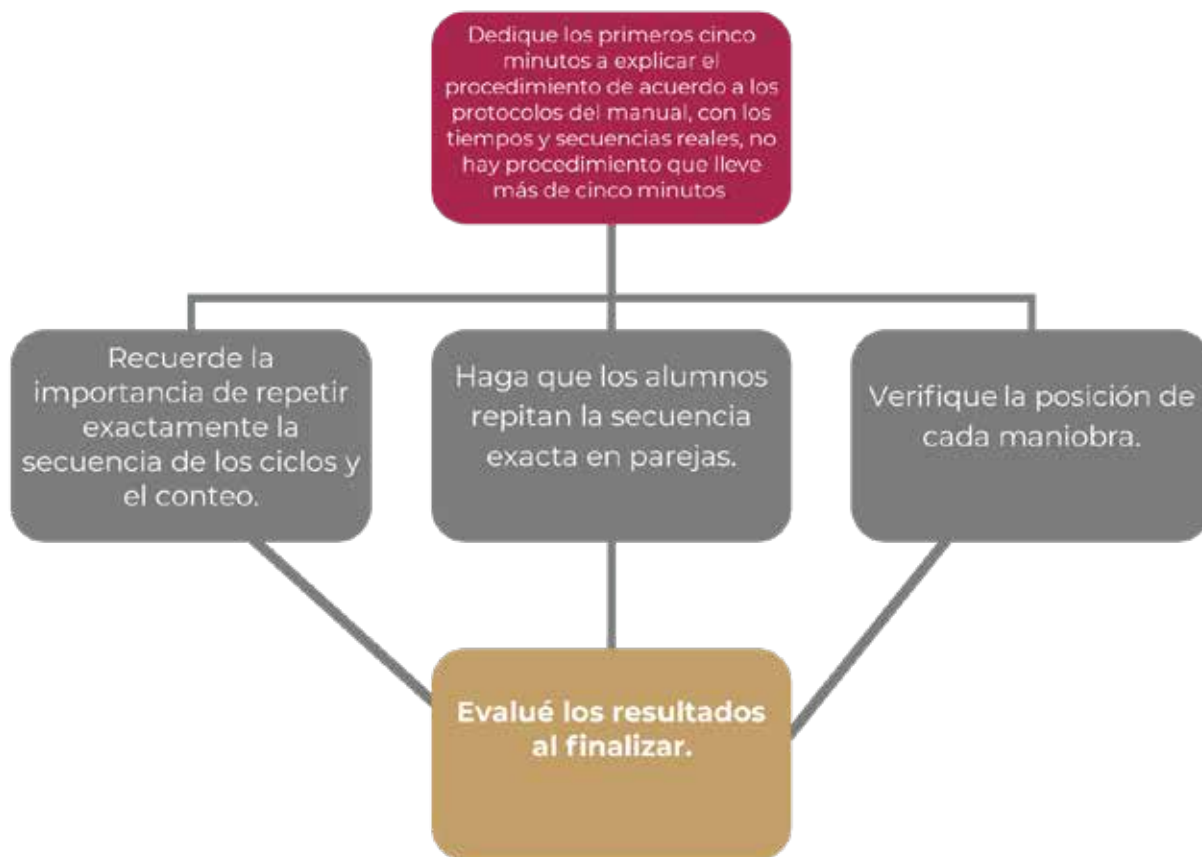 Dedique los primeros cinco
minutos a explicar el
procedimiento de acuerdo a los
protocolos del manual, con los
tiempos y secuencias reales, no
hay procedimiento que lleve
más de cinco minutos
Recuerde la
importancia de repetir
exactamente la
secuencia de los ciclos y
el conteo.
Haga que los alumnos
repitan la secuencia
exacta en parejas.
Verifique la posición de
cada maniobra.
Evalué los resultados
al finalizar.